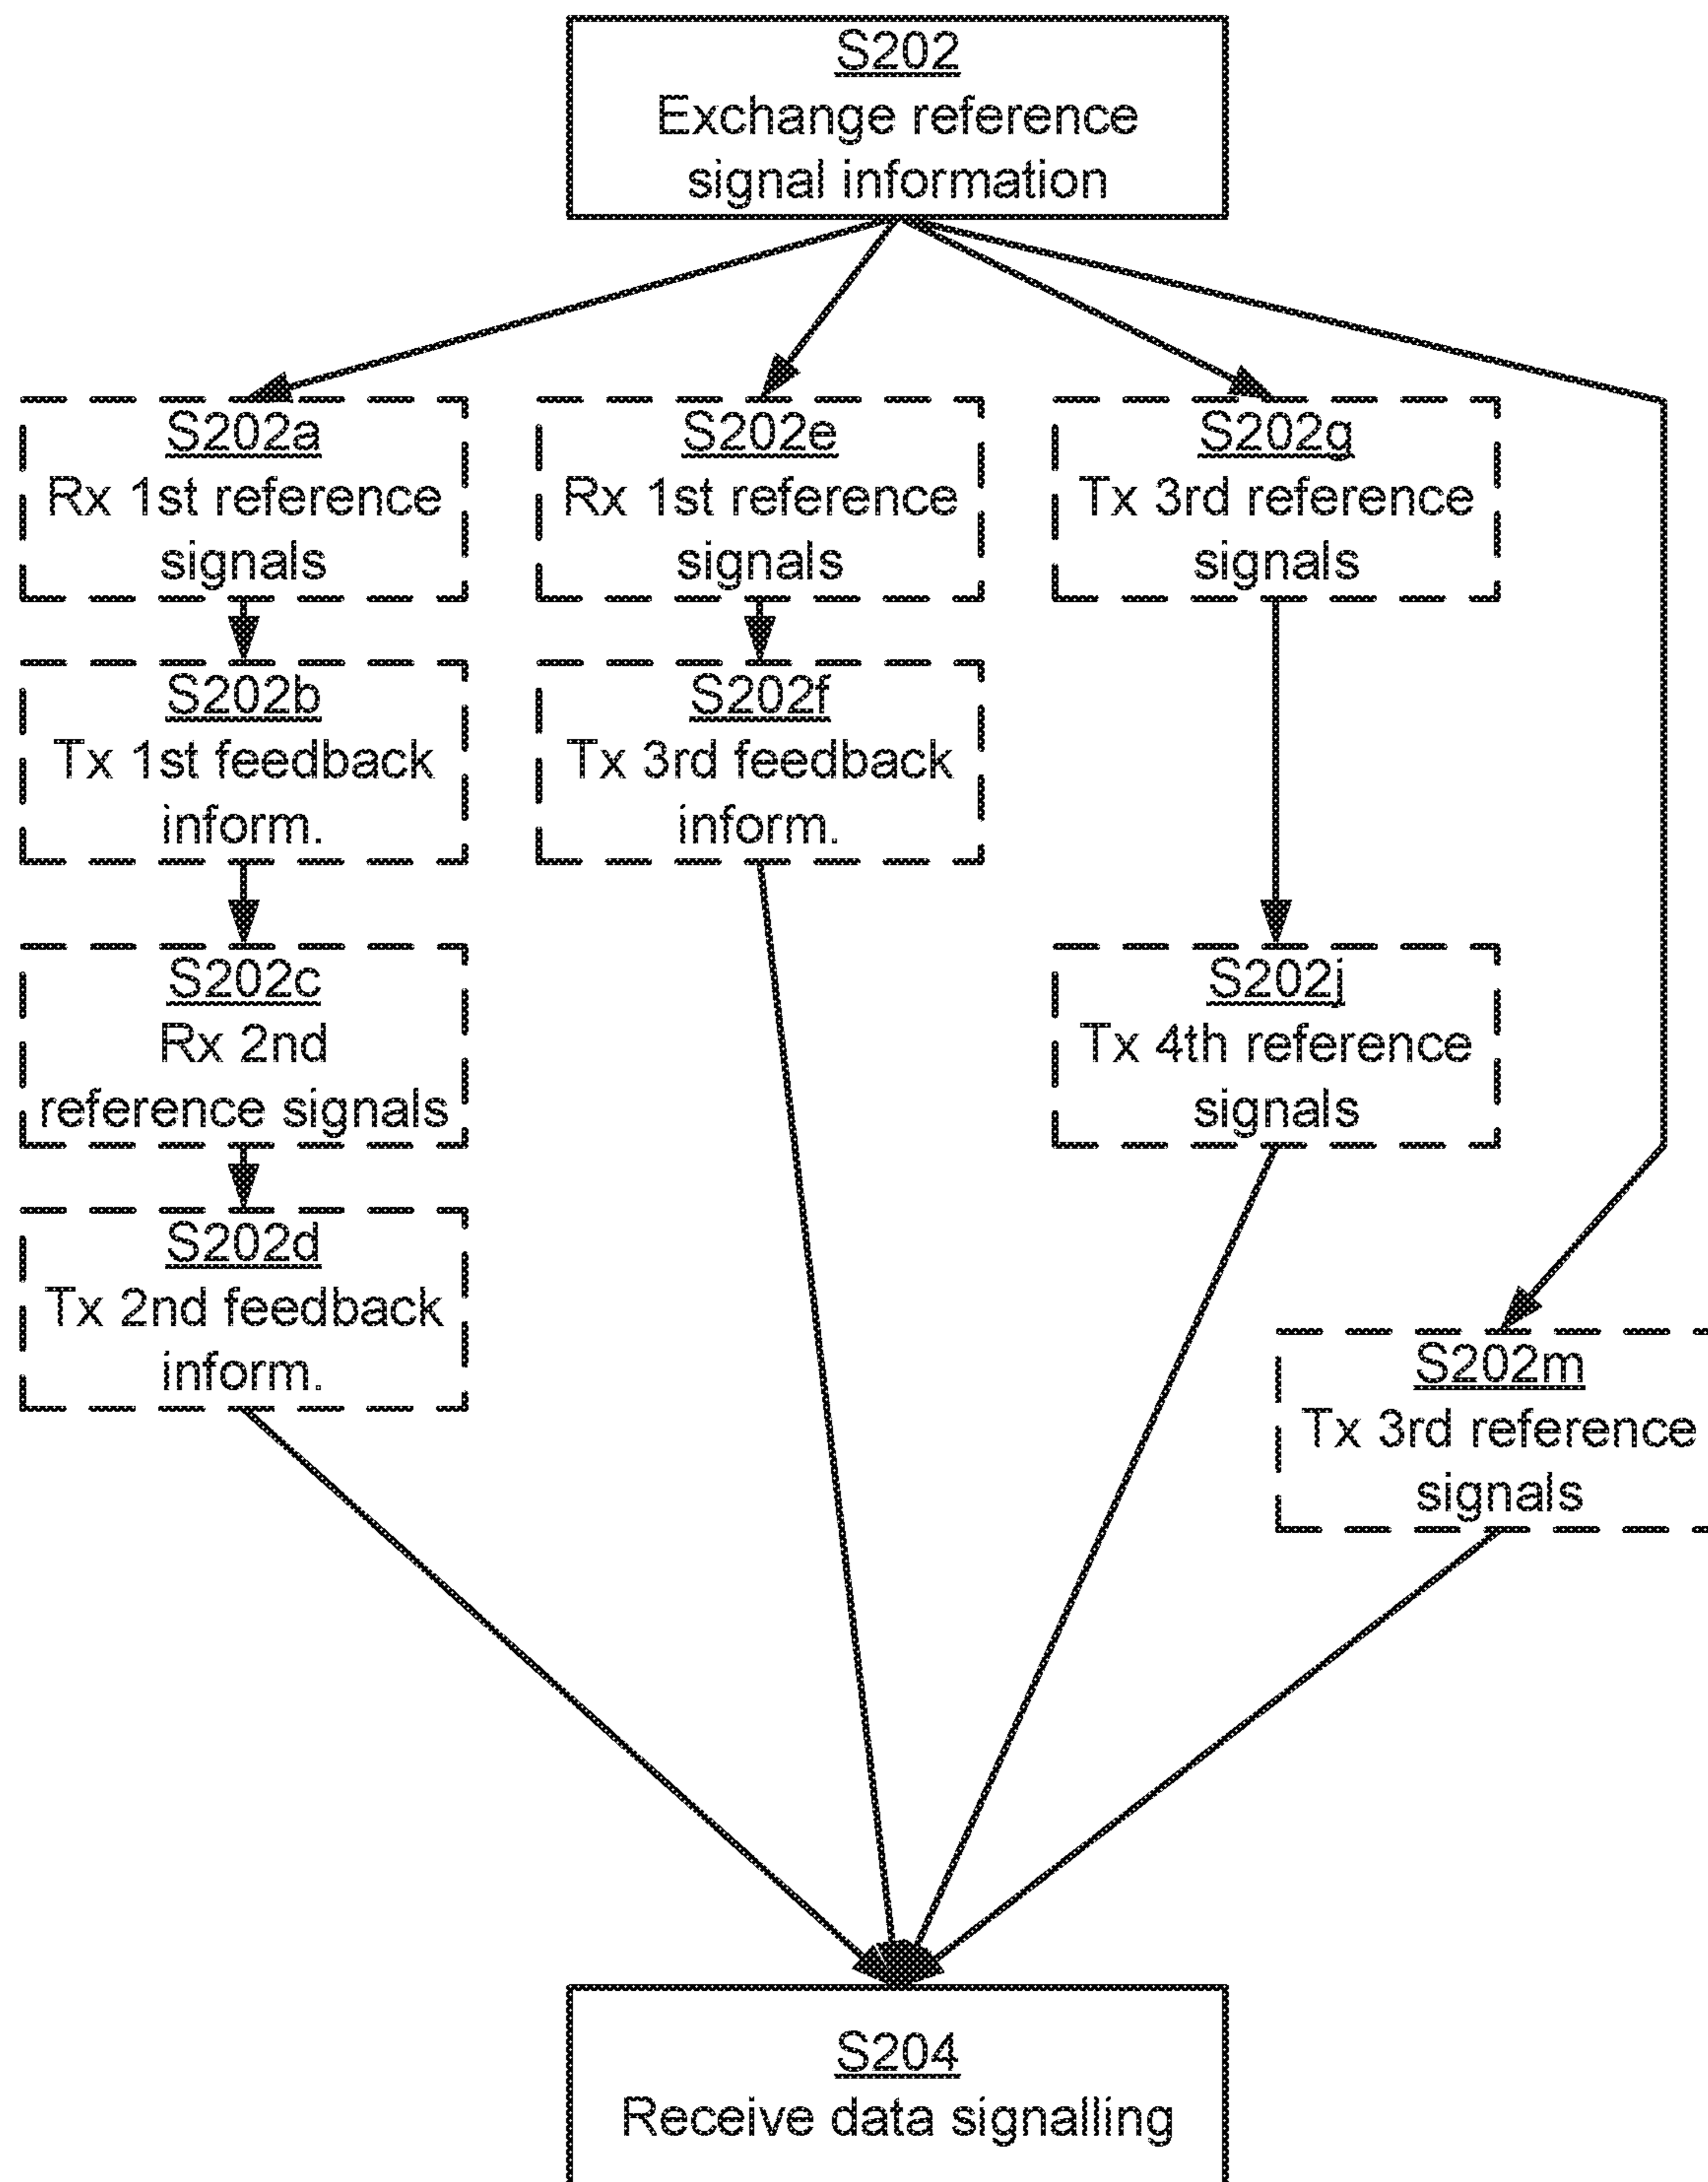 S202
Exchange reference
signal information
S202a
Rx 1st reference
signals
S202b
Tx 1st feedback
inform.
S202c
Rx 2nd
reference signals
S202d
Tx 2nd feedback
inform.
S202e
Rx 1st reference
signals
S202f
Tx 3rd feedback
inform.
S202g
Tx 3rd reference
signals
S202j
Tx 4th reference
signals
S202m
Tx 3rd reference
signals
S204
Receive data signalling